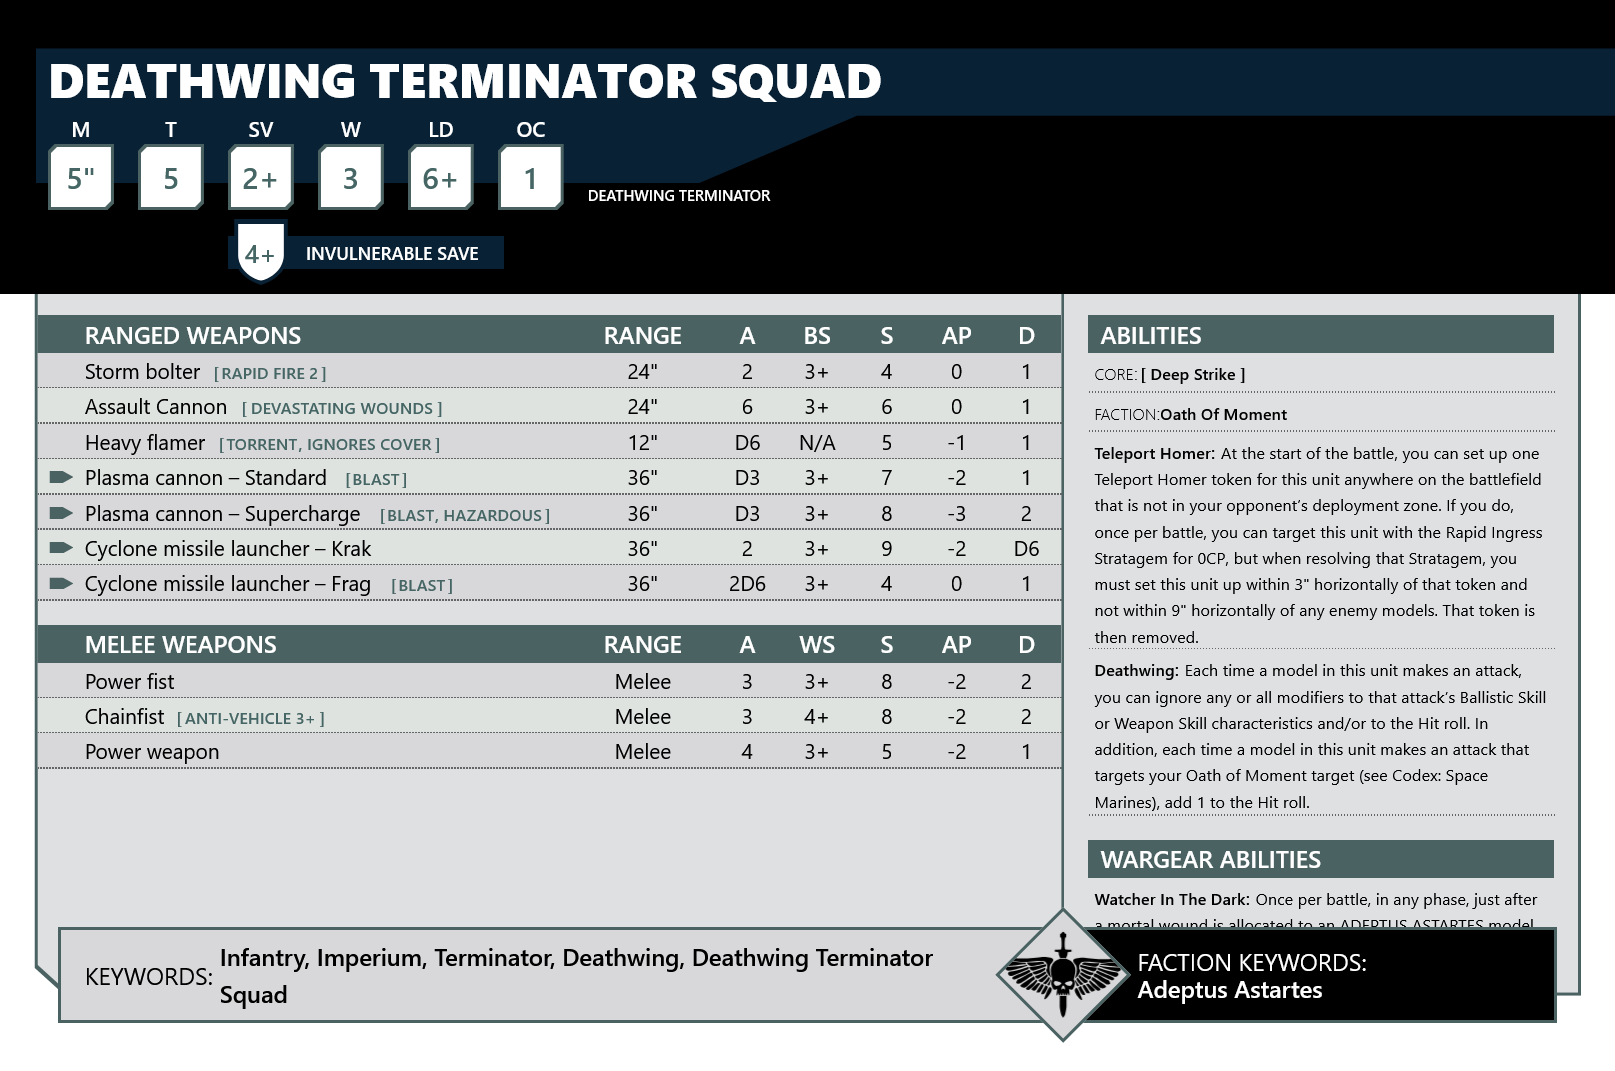 DEATHWING TERMINATOR SQUAD
M T SV W LD OC
5" 5 2+ 3 6+ 1
DEATHWING TERMINATOR
4+ INVULNERABLE SAVE
RANGED WEAPONS RANGE A BS S AP D
Storm bolter [RAPID FIRE 2] 24" 2 3+ 4 0 1
Assault Cannon [DEVASTATING WOUNDS] 24" 6 3+ 6 0 1
Heavy flamer [TORRENT, IGNORES COVER] 12" D6 N/A 5 -1 1
Plasma cannon – Standard [BLAST] 36" D3 3+ 7 -2 1
Plasma cannon – Supercharge [BLAST, HAZARDOUS] 36" D3 3+ 8 -3 2
Cyclone missile launcher – Krak 36" 2 3+ 9 -2 D6
Cyclone missile launcher – Frag [BLAST] 36" 2D6 3+ 4 0 1
MELEE WEAPONS RANGE A WS S AP D
Power fist Melee 3 3+ 8 -2 2
Chainfist [ANTI-VEHICLE 3+] Melee 3 4+ 8 -2 2
Power weapon Melee 4 3+ 5 -2 1
ABILITIES
CORE: [ Deep Strike ]
FACTION:Oath Of Moment
Teleport Homer: At the start of the battle, you can set up one
Teleport Homer token for this unit anywhere on the battlefield
that is not in your opponent's deployment zone. If you do,
once per battle, you can target this unit with the Rapid Ingress
Stratagem for 0CP, but when resolving that Stratagem, you
must set this unit up within 3" horizontally of that token and
not within 9" horizontally of any enemy models. That token is
then removed.
Deathwing: Each time a model in this unit makes an attack,
you can ignore any or all modifiers to that attack's Ballistic Skill
or Weapon Skill characteristics and/or to the Hit roll. In
addition, each time a model in this unit makes an attack that
targets your Oath of Moment target (see Codex: Space
Marines), add 1 to the Hit roll.
WARGEAR ABILITIES
Watcher In The Dark: Once per battle, in any phase, just after
a mortal wound is allocated to an ADEPTUS ASTARTES model
KEYWORDS: Infantry, Imperium, Terminator, Deathwing, Deathwing Terminator
Squad
FACTION KEYWORDS:
Adeptus Astartes